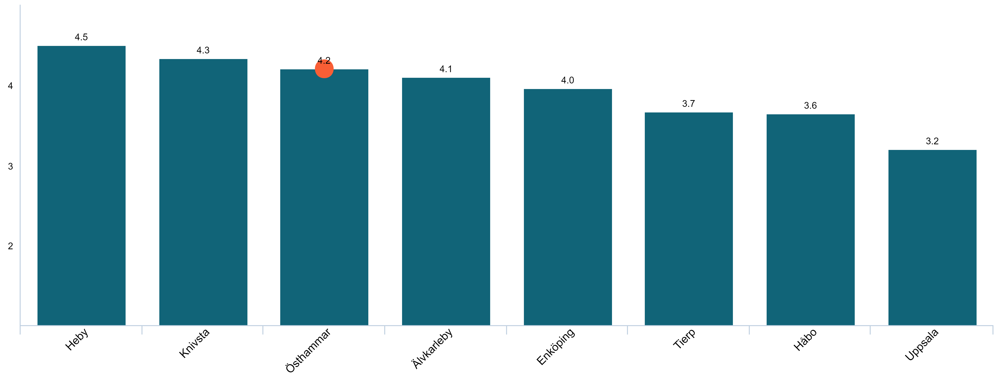 4.5
4.3
4.2
4.1
4.0
3.7
3.6
3.2
4
3
2
Heby
Knivsta
Östhammar
Älvkarleby
Enköping
Tierp
Håbo
Uppsala